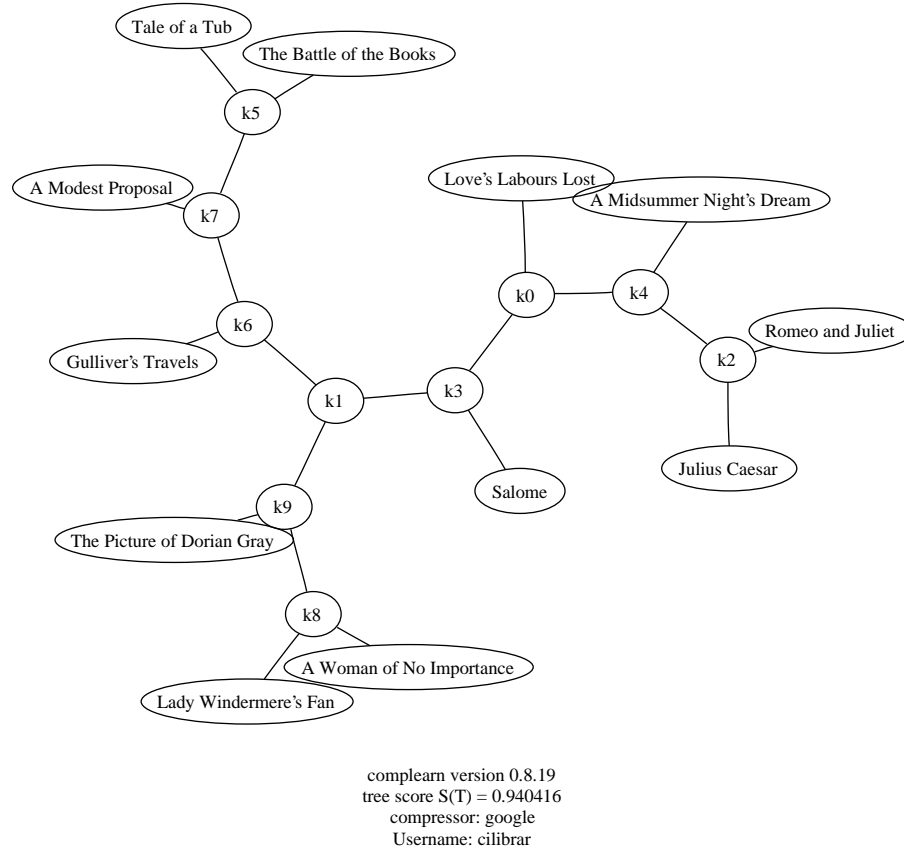 Tale of a Tub
The Battle of the Books
k5
A Modest Proposal
k7
Love's Labours Lost
A Midsummer Night's Dream
k0
k4
k6
Romeo and Juliet
Gulliver's Travels
k2
k1
k3
Julius Caesar
Salome
k9
The Picture of Dorian Gray
k8
A Woman of No Importance
Lady Windermere's Fan
complearn version 0.8.19
tree score S(T) = 0.940416
compressor: google
Username: cilibrar